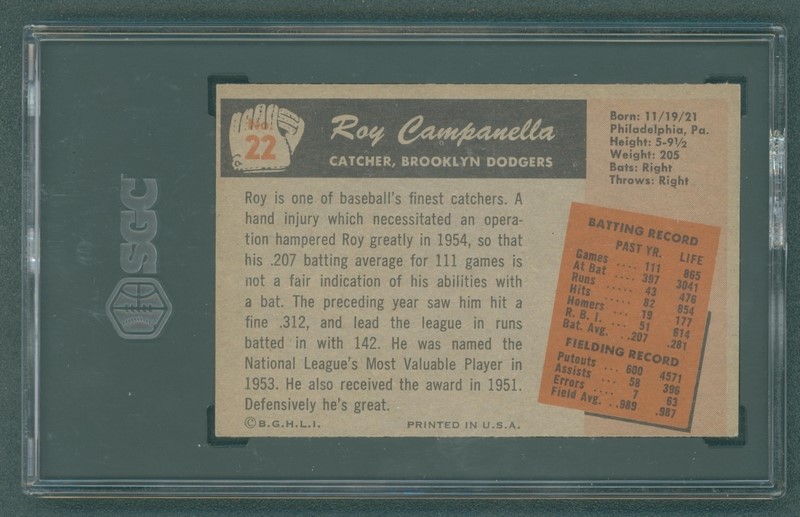 SGC
No.
22
Roy Campanella
CATCHER, BROOKLYN DODGERS
Born: 11/19/21
Philadelphia, Pa.
Height: 5-9½
Weight: 205
Bats: Right
Throws: Right
Roy is one of baseball's finest catchers. A
hand injury which necessitated an opera-
tion hampered Roy greatly in 1954, so that
his .207 batting average for 111 games is
not a fair indication of his abilities with
a bat. The preceding year saw him hit a
fine .312, and lead the league in runs
batted in with 142. He was named the
National League's Most Valuable Player in
1953. He also received the award in 1951.
Defensively he's great.
©B.G.H.L.I. PRINTED IN U.S.A.
BATTING RECORD
PAST YR. LIFE
Games .... 111 865
At Bat .... 397 3041
Runs ..... 43 476
Hits ..... 82 854
Homers ... 19 177
R. B. I. ... 51 614
Bat. Avg. . .207 .281
FIELDING RECORD
Putouts ... 600 4571
Assists ... 58 396
Errors .... 7 63
Field Avg. ..989 .987